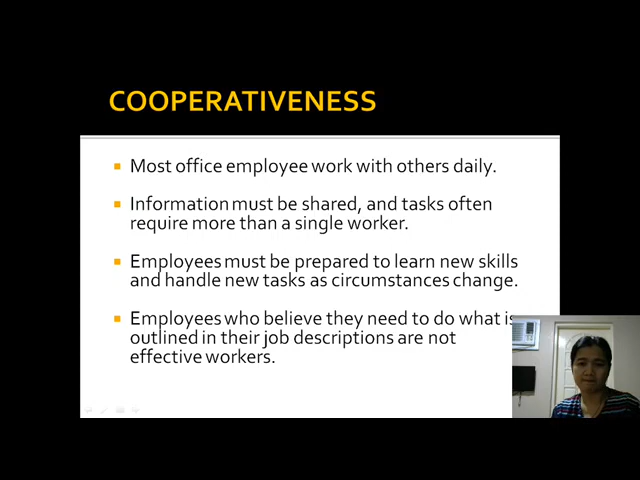 COOPERATIVENESS
Most office employee work with others daily.
Information must be shared, and tasks often
require more than a single worker.
Employees must be prepared to learn new skills
and handle new tasks as circumstances change.
Employees who believe they need to do what is
outlined in their job descriptions are not
effective workers.